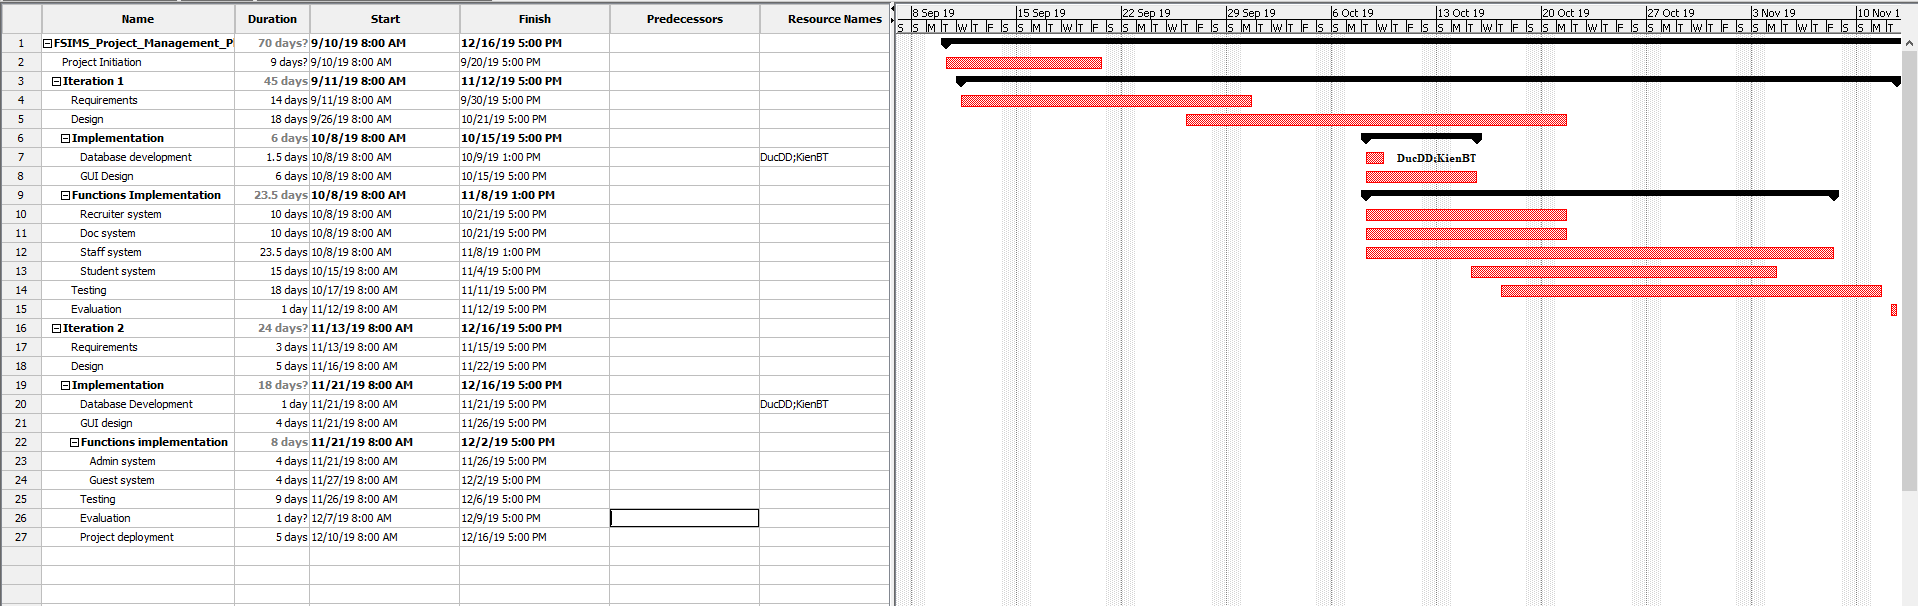 Name Duration Start Finish Predecessors Resource Names
1 FSIMS_Project_Management_P 70 days? 9/10/19 8:00 AM 12/16/19 5:00 PM
2 Project Initiation 9 days? 9/10/19 8:00 AM 9/20/19 5:00 PM
3 Iteration 1 45 days 9/11/19 8:00 AM 11/12/19 5:00 PM
4 Requirements 14 days 9/11/19 8:00 AM 9/30/19 5:00 PM
5 Design 18 days 9/26/19 8:00 AM 10/21/19 5:00 PM
6 Implementation 6 days 10/8/19 8:00 AM 10/15/19 5:00 PM
7 Database development 1.5 days 10/8/19 8:00 AM 10/9/19 1:00 PM DucDD;KienBT
8 GUI Design 6 days 10/8/19 8:00 AM 10/15/19 5:00 PM
9 Functions Implementation 23.5 days 10/8/19 8:00 AM 11/8/19 1:00 PM
10 Recruiter system 10 days 10/8/19 8:00 AM 10/21/19 5:00 PM
11 Doc system 10 days 10/8/19 8:00 AM 10/21/19 5:00 PM
12 Staff system 23.5 days 10/8/19 8:00 AM 11/8/19 1:00 PM
13 Student system 15 days 10/15/19 8:00 AM 11/4/19 5:00 PM
14 Testing 18 days 10/17/19 8:00 AM 11/11/19 5:00 PM
15 Evaluation 1 day 11/12/19 8:00 AM 11/12/19 5:00 PM
16 Iteration 2 24 days? 11/13/19 8:00 AM 12/16/19 5:00 PM
17 Requirements 3 days 11/13/19 8:00 AM 11/15/19 5:00 PM
18 Design 5 days 11/16/19 8:00 AM 11/22/19 5:00 PM
19 Implementation 18 days? 11/21/19 8:00 AM 12/16/19 5:00 PM
20 Database Development 1 day 11/21/19 8:00 AM 11/21/19 5:00 PM DucDD;KienBT
21 GUI design 4 days 11/21/19 8:00 AM 11/26/19 5:00 PM
22 Functions implementation 8 days 11/21/19 8:00 AM 12/2/19 5:00 PM
23 Admin system 4 days 11/21/19 8:00 AM 11/26/19 5:00 PM
24 Guest system 4 days 11/27/19 8:00 AM 12/2/19 5:00 PM
25 Testing 9 days 11/26/19 8:00 AM 12/6/19 5:00 PM
26 Evaluation 1 day? 12/7/19 8:00 AM 12/9/19 5:00 PM
27 Project deployment 5 days 12/10/19 8:00 AM 12/16/19 5:00 PM
8 Sep 19 15 Sep 19 22 Sep 19 29 Sep 19 6 Oct 19 13 Oct 19 20 Oct 19 27 Oct 19 3 Nov 19 10 Nov 1
S S M T W T F S S M T W T F S S M T W T F S S M T W T F S S M T W T F S S M T W T F S S M T W T F S S M T W T F S S M T W T F S S M T
DucDD;KienBT